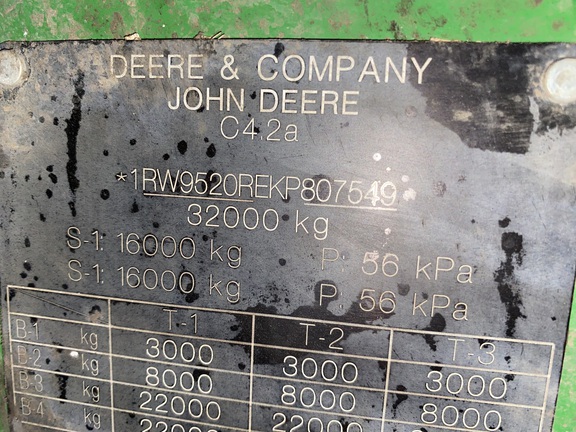 DEERE & COMPANY
JOHN DEERE
C4.2a
*1RW9520REKP807549
32000 kg
S-1: 16000 kg P: 56 kPa
S-1: 16000 kg P: 56 kPa
T-1 T-2 T-3
B-1 kg 3000 3000 3000
B-2 kg 8000 8000 8000
B-3 kg 22000 22000
B-4 kg